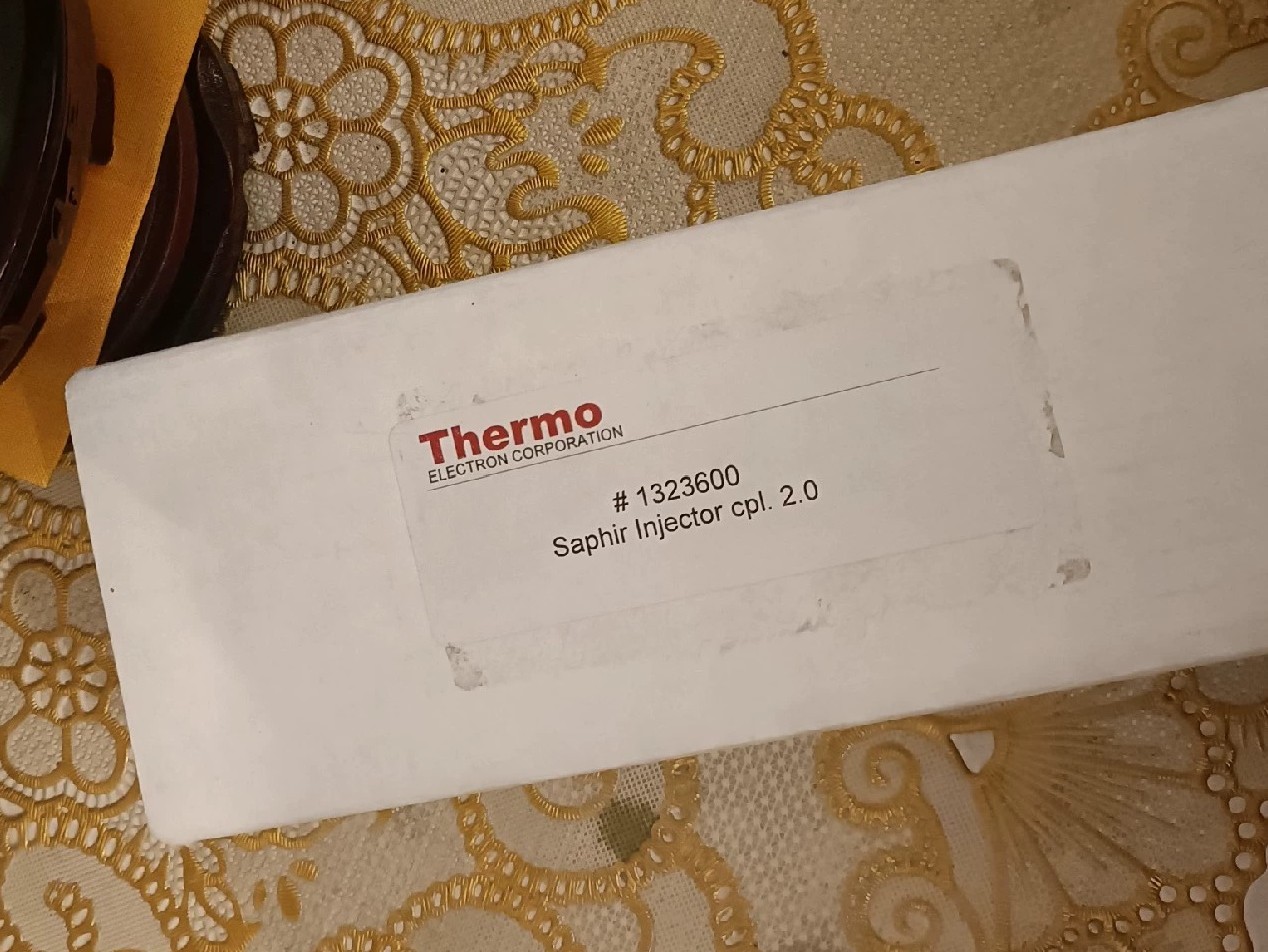 Thermo
ELECTRON CORPORATION
# 1323600
Saphir Injector cpl. 2.0